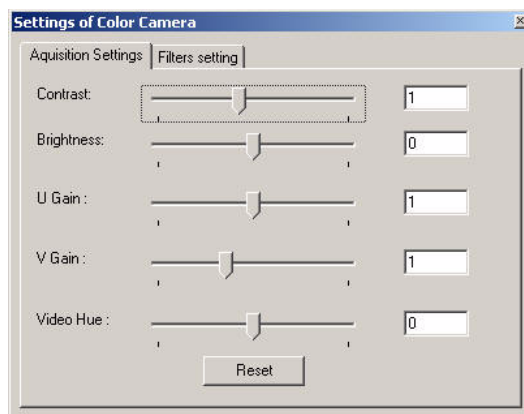 Settings of Color Camera
Aquisition Settings Filters setting
Contrast: 1
Brightness: 0
U Gain : 1
V Gain : 1
Video Hue : 0
Reset